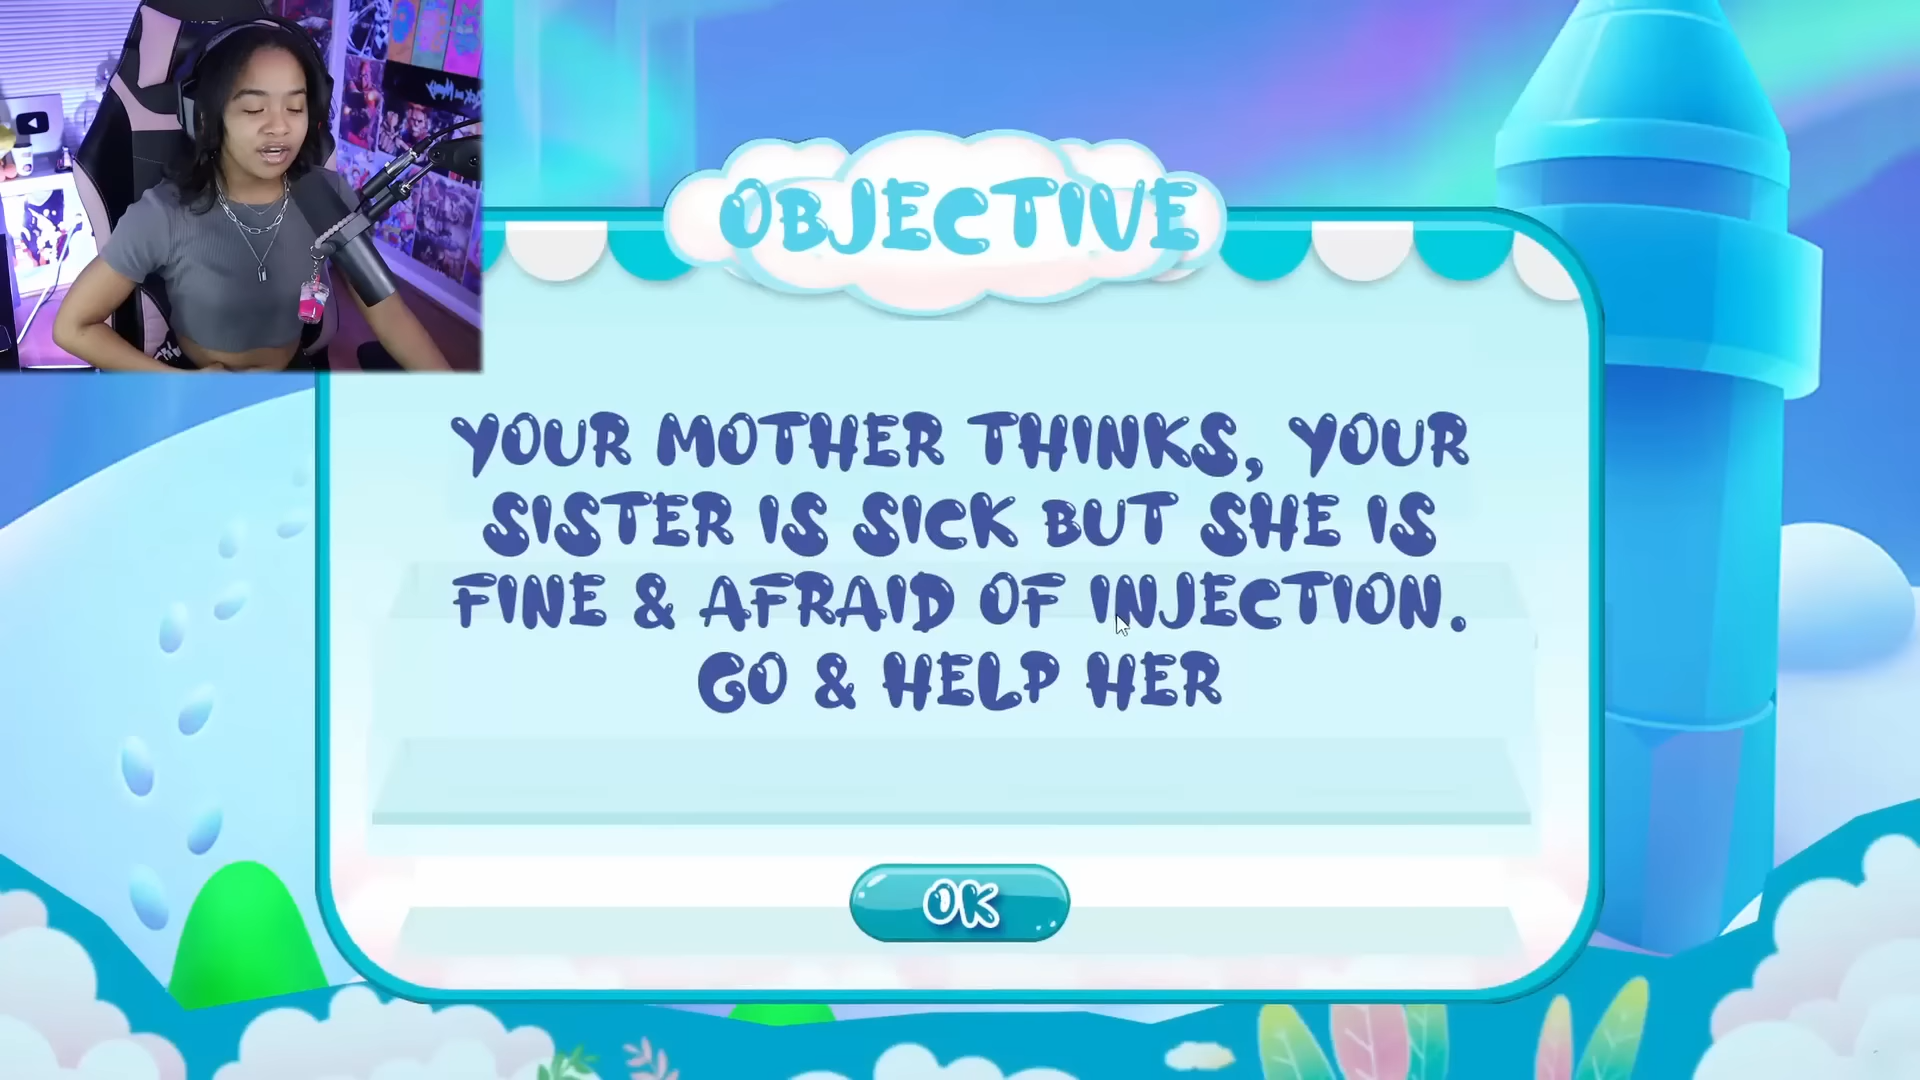 OBJECTIVE
YOUR MOTHER THINKS, YOUR
SISTER IS SICK BUT SHE IS
FINE & AFRAID OF INJECTION.
GO & HELP HER
OK